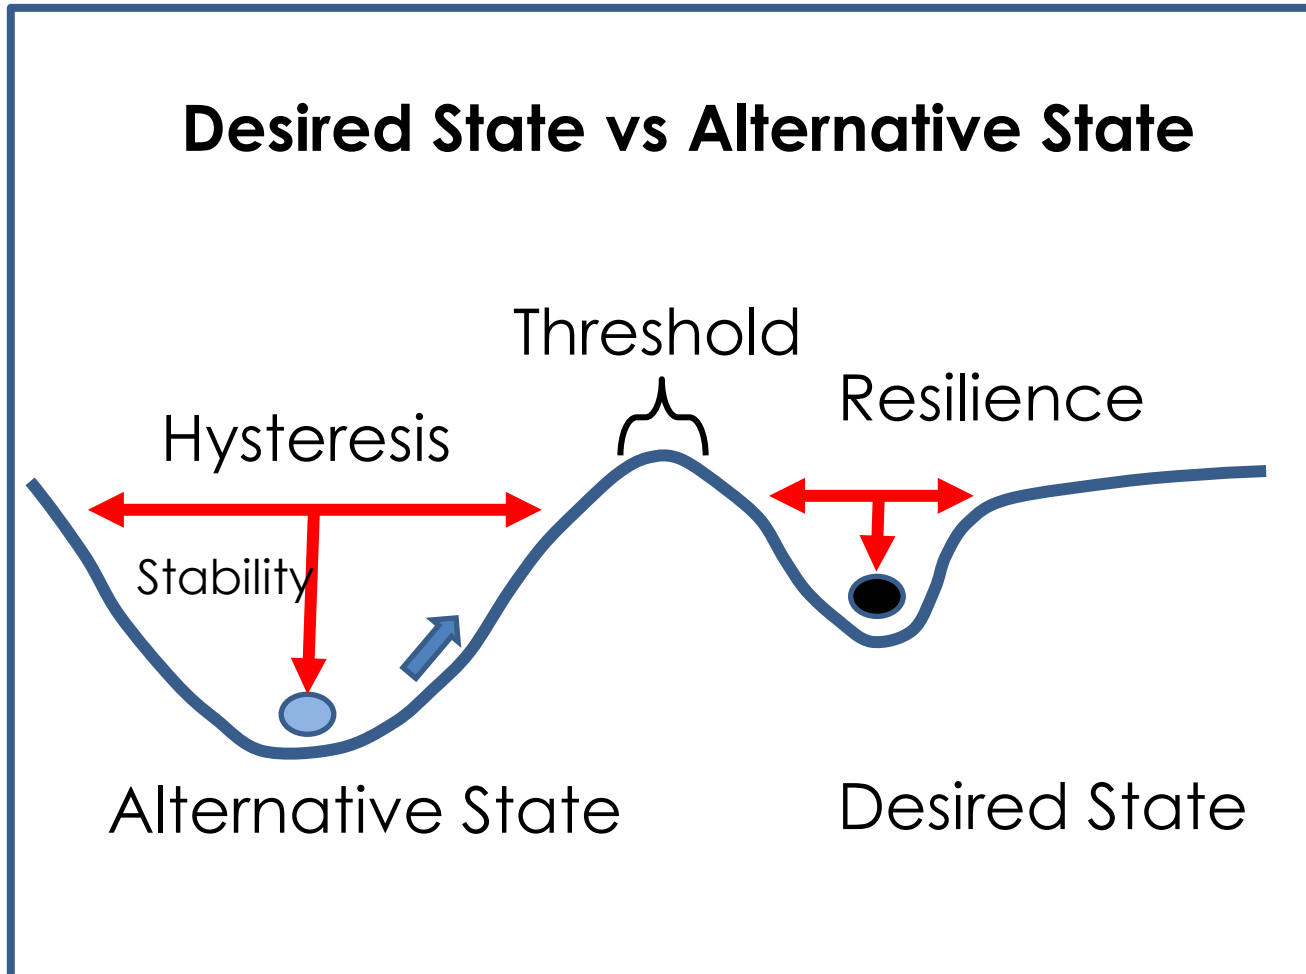 Desired State vs Alternative State
Threshold
Resilience
Hysteresis
Stability
Alternative State
Desired State